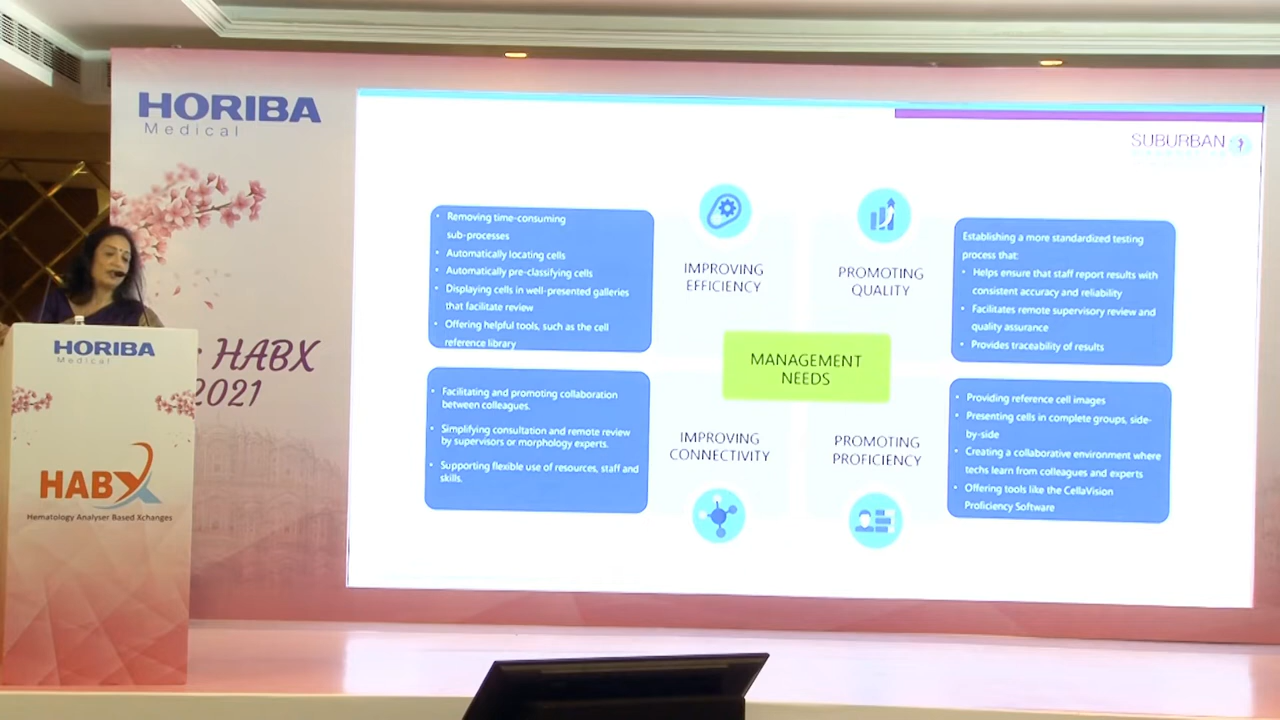 HORIBA
Medical
HABX
2021
HORIBA
Medical
HABX
Hematology Analyser Based Xchanges
SUBURBAN
• Removing time-consuming
sub-processes
• Automatically locating cells
• Automatically pre-classifying cells
• Displaying cells in well-presented galleries
that facilitate review
• Offering helpful tools, such as the cell
reference library
IMPROVING
EFFICIENCY
PROMOTING
QUALITY
Establishing a more standardized testing
process that:
• Helps ensure that staff report results with
consistent accuracy and reliability
• Facilitates remote supervisory review and
quality assurance
• Provides traceability of results
MANAGEMENT
NEEDS
• Facilitating and promoting collaboration
between colleagues.
• Simplifying consultation and remote review
by supervisors or morphology experts.
• Supporting flexible use of resources, staff and
skills.
IMPROVING
CONNECTIVITY
PROMOTING
PROFICIENCY
• Providing reference cell images
• Presenting cells in complete groups, side-
by-side
• Creating a collaborative environment where
techs learn from colleagues and experts
• Offering tools like the CellaVision
Proficiency Software